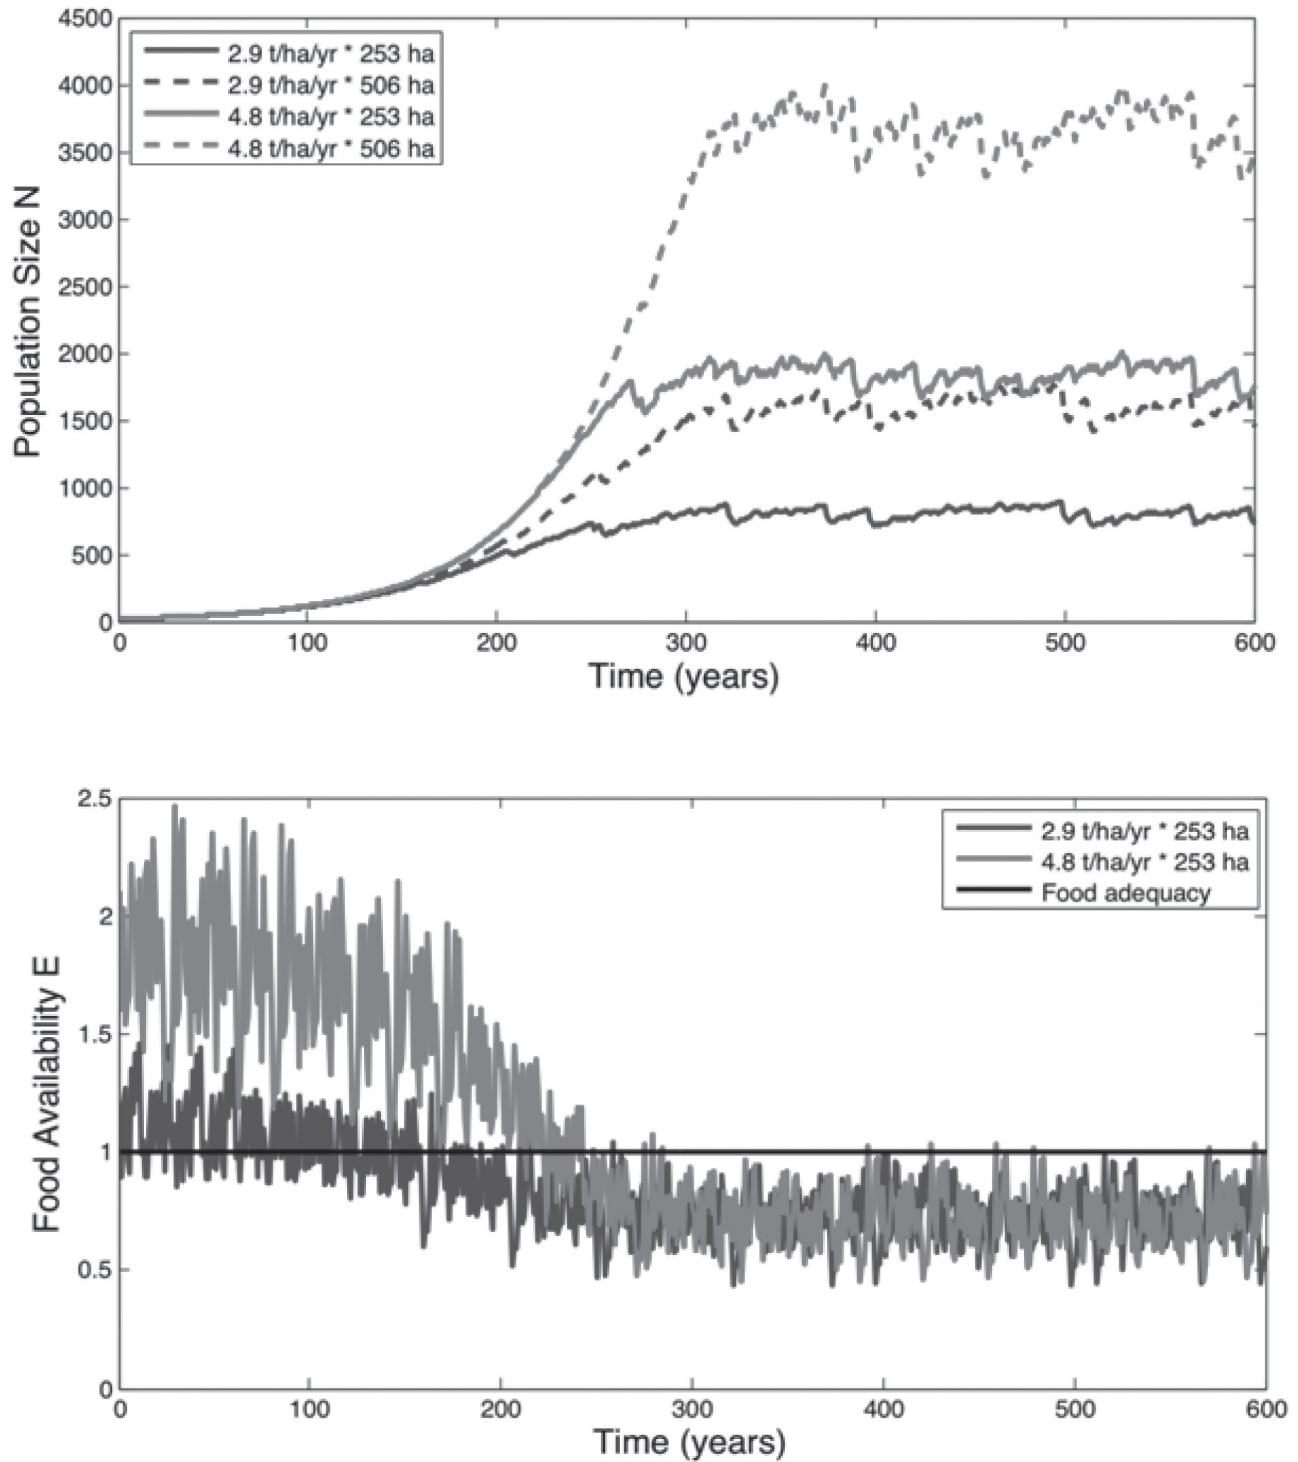 4500
4000
3500
3000
2500
2000
1500
1000
500
0
Population Size N
2.9 t/ha/yr * 253 ha
2.9 t/ha/yr * 506 ha
4.8 t/ha/yr * 253 ha
4.8 t/ha/yr * 506 ha
0 100 200 300 400 500 600
Time (years)
2.5
2
1.5
1
0.5
0
Food Availability E
2.9 t/ha/yr * 253 ha
4.8 t/ha/yr * 253 ha
Food adequacy
0 100 200 300 400 500 600
Time (years)